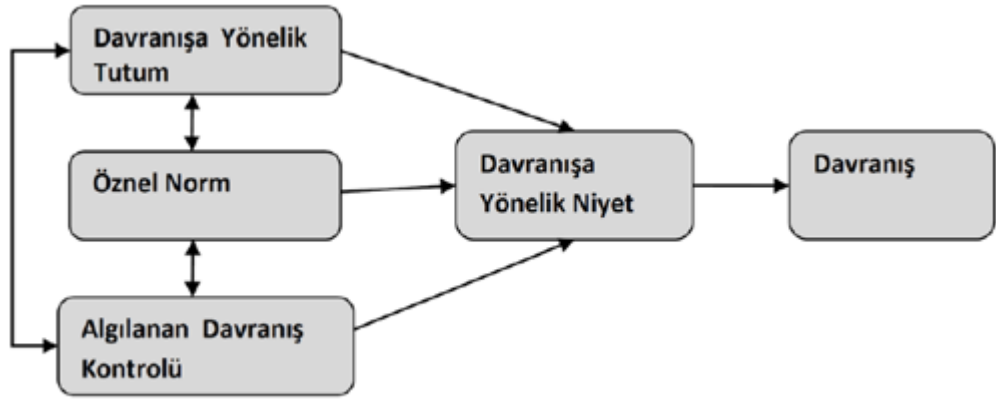 Davranışa Yönelik
Tutum
Öznel Norm
Algılanan Davranış
Kontrolü
Davranışa
Yönelik Niyet
Davranış